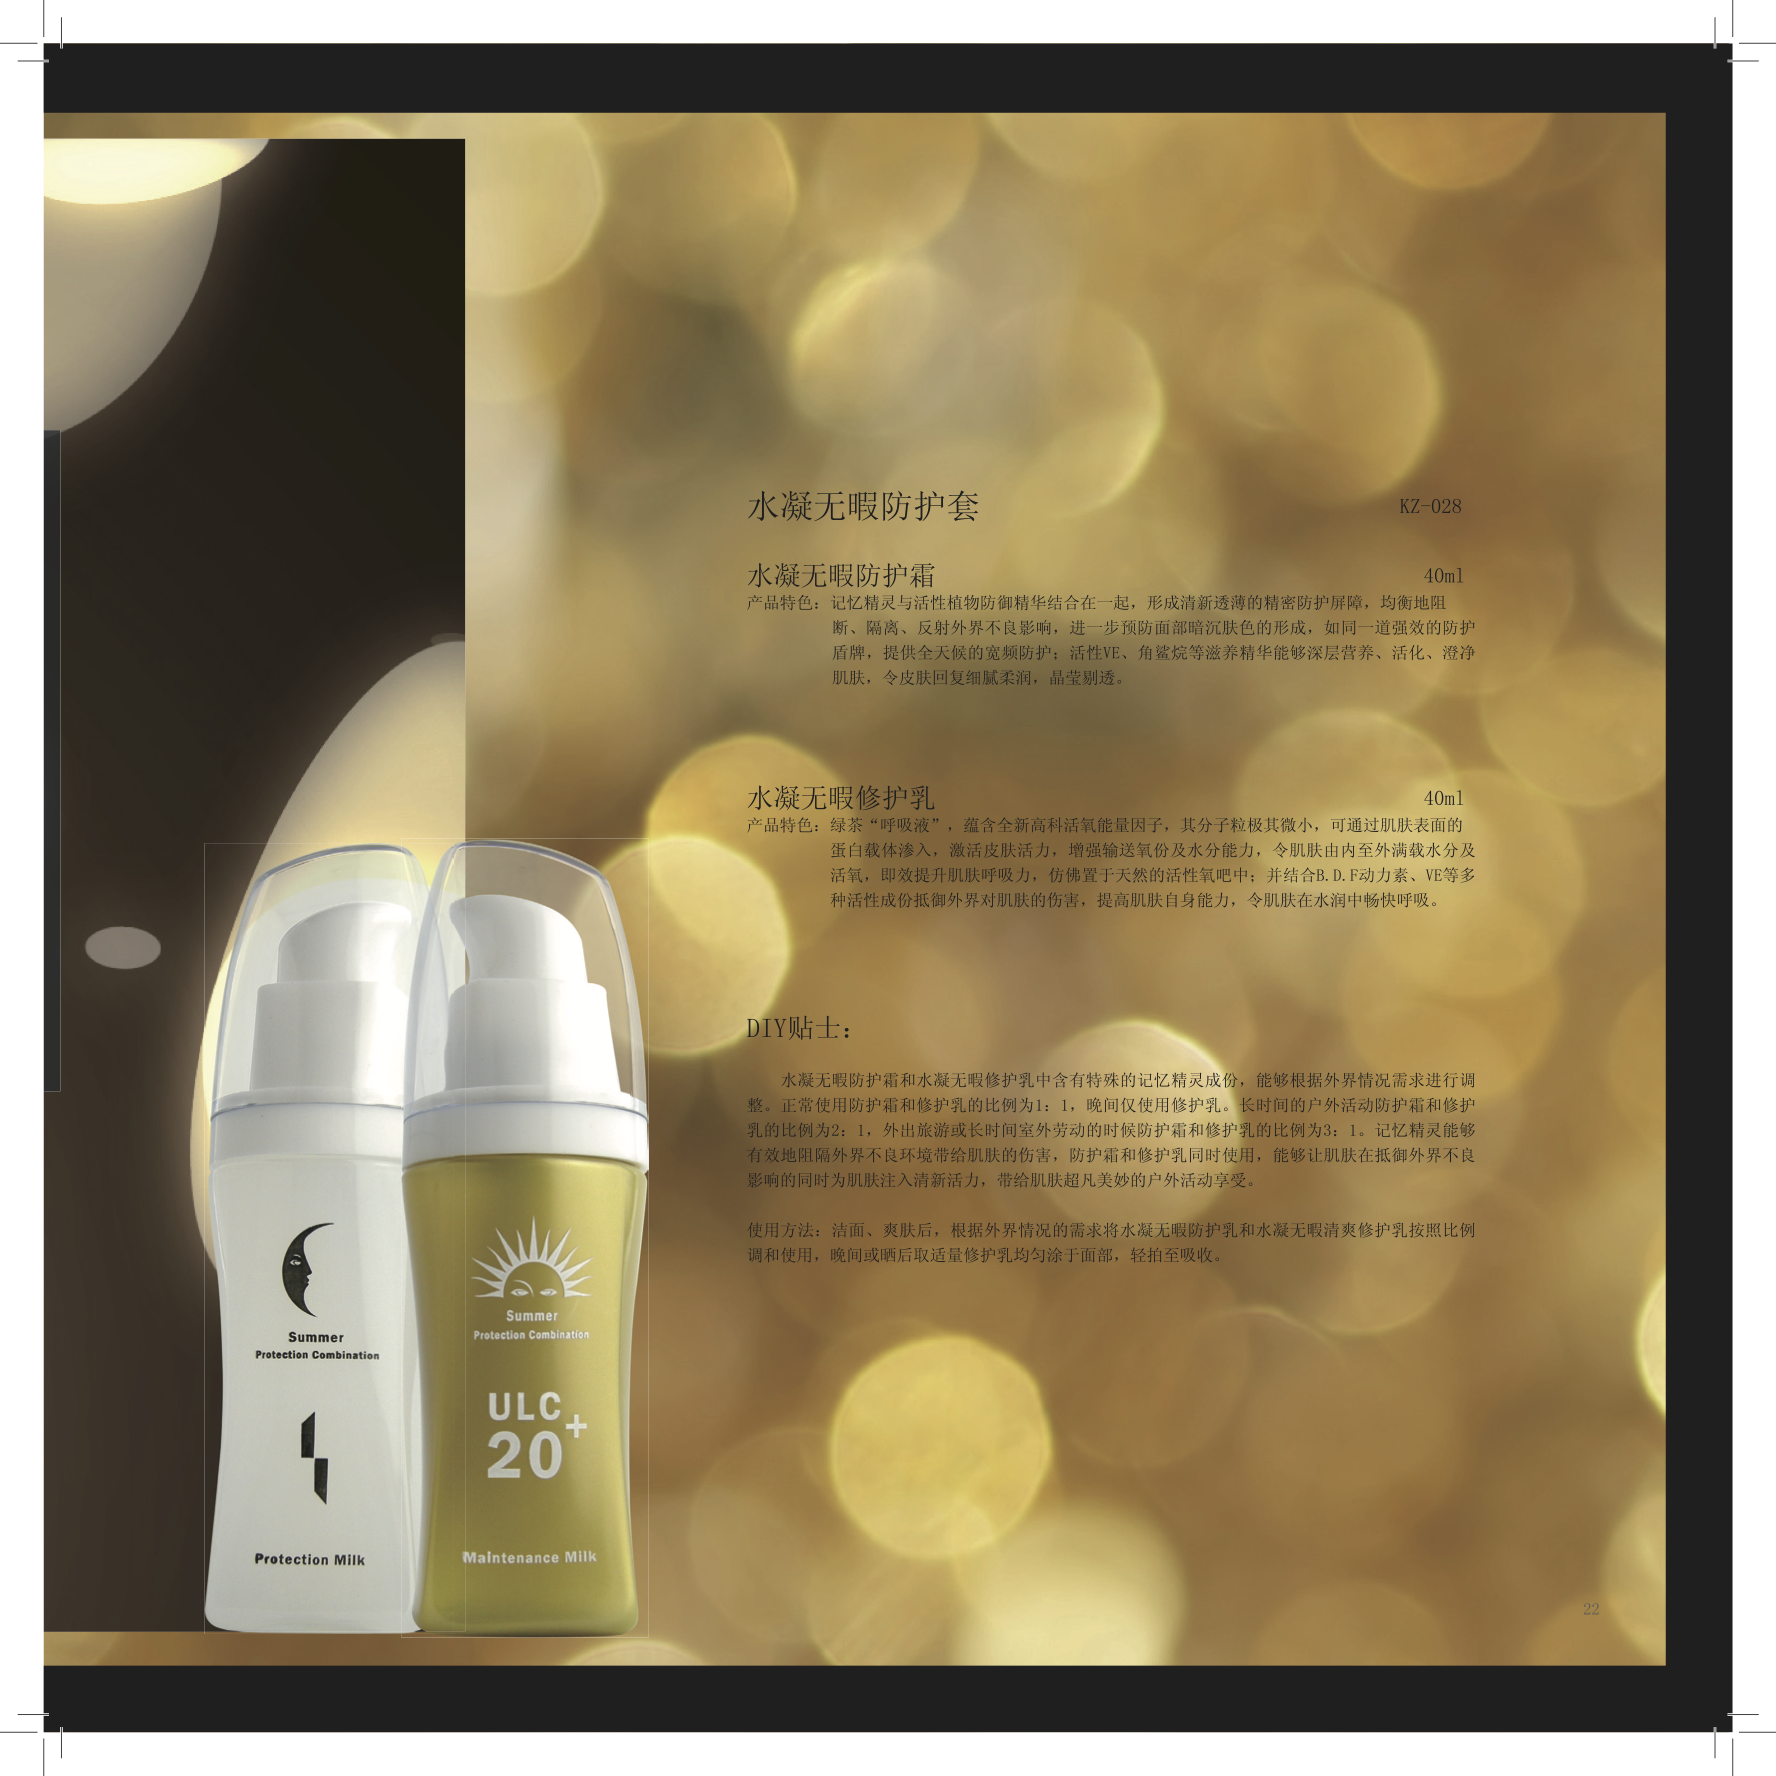 水凝无暇防护套 KZ-028
水凝无暇防护霜 40ml
产品特色：记忆精灵与活性植物防御精华结合在一起，形成清新透薄的精密防护屏障，均衡地阻
断、隔离、反射外界不良影响，进一步预防面部暗沉肤色的形成，如同一道强效的防护
盾牌，提供全天候的宽频防护；活性VE、角鲨烷等滋养精华能够深层营养、活化、澄净
肌肤，令皮肤回复细腻柔润，晶莹剔透。
水凝无暇修护乳 40ml
产品特色：绿茶“呼吸液”，蕴含全新高科活氧能量因子，其分子粒极其微小，可通过肌肤表面的
蛋白载体渗入，激活皮肤活力，增强输送氧份及水分能力，令肌肤由内至外满载水分及
活氧，即效提升肌肤呼吸力，仿佛置于天然的活性氧吧中；并结合B.D.F动力素、VE等多
种活性成份抵御外界对肌肤的伤害，提高肌肤自身能力，令肌肤在水润中畅快呼吸。
DIY贴士：
水凝无暇防护霜和水凝无暇修护乳中含有特殊的记忆精灵成份，能够根据外界情况需求进行调
整。正常使用防护霜和修护乳的比例为1：1，晚间仅使用修护乳。长时间的户外活动防护霜和修护
乳的比例为2：1，外出旅游或长时间室外劳动的时候防护霜和修护乳的比例为3：1。记忆精灵能够
有效地阻隔外界不良环境带给肌肤的伤害，防护霜和修护乳同时使用，能够让肌肤在抵御外界不良
影响的同时为肌肤注入清新活力，带给肌肤超凡美妙的户外活动享受。
使用方法：洁面、爽肤后，根据外界情况的需求将水凝无暇防护乳和水凝无暇清爽修护乳按照比例
调和使用，晚间或晒后取适量修护乳均匀涂于面部，轻拍至吸收。
Summer
Protection Combination
Protection Milk
Summer
Protection Combination
ULC
20+
Maintenance Milk
22